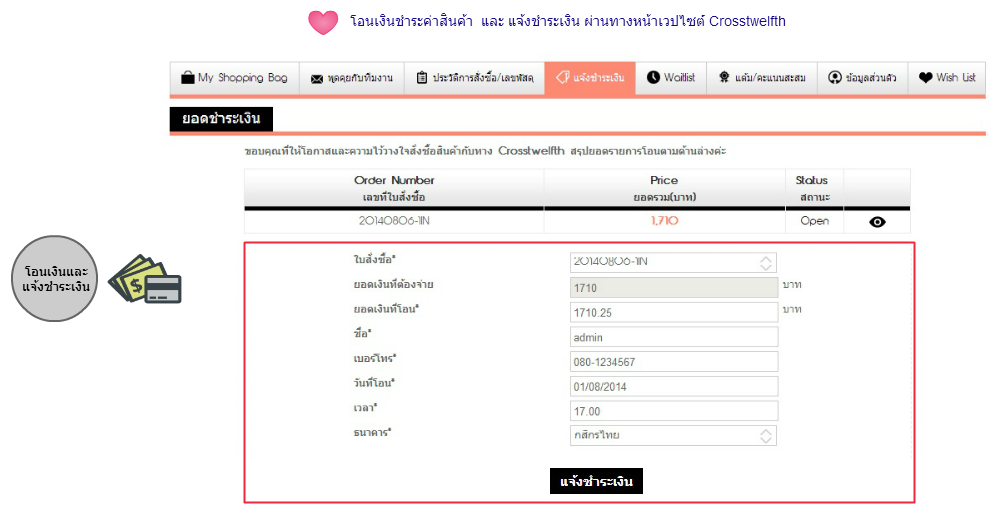 โอนเงินชำระค่าสินค้า และ แจ้งชำระเงิน ผ่านทางหน้าเวปไซต์ Crosstwelfth
My Shopping Bag พูดคุยกับทีมงาน ประวัติการสั่งซื้อ/เลขพัสดุ แจ้งชำระเงิน Waitlist แต้ม/คะแนนสะสม ข้อมูลส่วนตัว Wish List
ยอดชำระเงิน
ขอบคุณที่ให้โอกาสและความไว้วางใจสั่งซื้อสินค้ากับทาง Crosstwelfth สรุปยอดรายการโอนตามด้านล่างค่ะ
Order Number Price Status
เลขที่ใบสั่งซื้อ ยอดรวม(บาท) สถานะ
20140806-1IN 1,710 Open
ใบสั่งซื้อ* 20140806-1IN
โอนเงินและ
แจ้งชำระเงิน
ยอดเงินที่ต้องจ่าย 1710 บาท
ยอดเงินที่โอน* 1710.25 บาท
ชื่อ* admin
เบอร์โทร* 080-1234567
วันที่โอน* 01/08/2014
เวลา* 17.00
ธนาคาร* กสิกรไทย
แจ้งชำระเงิน